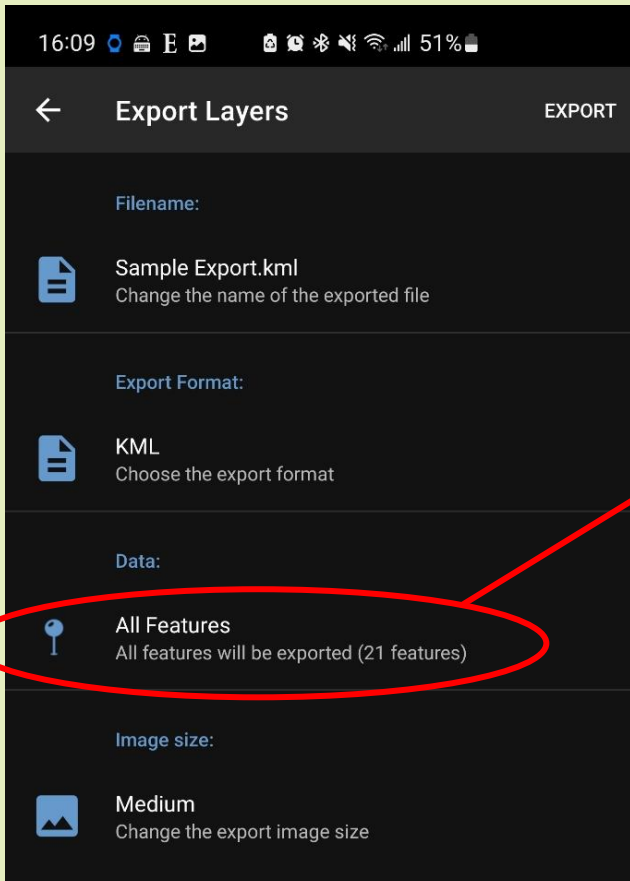 16:09 E 51%
Export Layers EXPORT
Filename:
Sample Export.kml
Change the name of the exported file
Export Format:
KML
Choose the export format
Data:
All Features
All features will be exported (21 features)
Image size:
Medium
Change the export image size